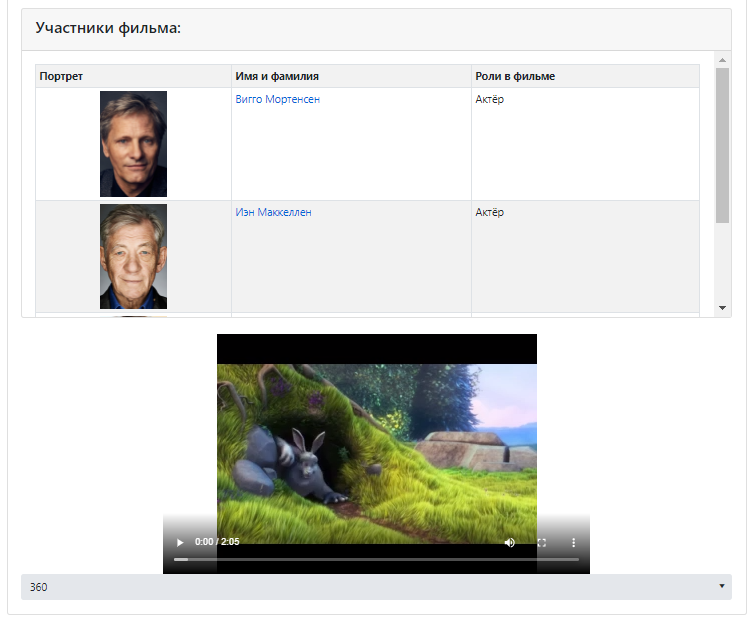 Участники фильма:
Портрет Имя и фамилия Роли в фильме
Вигго Мортенсен Актёр
Иэн Маккеллен Актёр
0:00 / 2:05
360